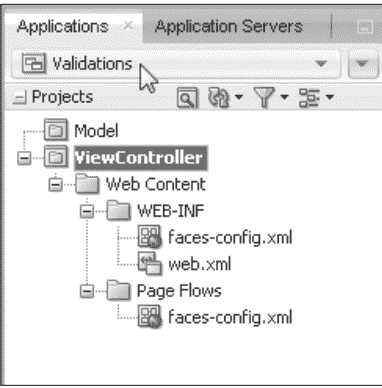 Applications Application Servers
Validations
Projects
Model
ViewController
Web Content
WEB-INF
faces-config.xml
web.xml
Page Flows
faces-config.xml